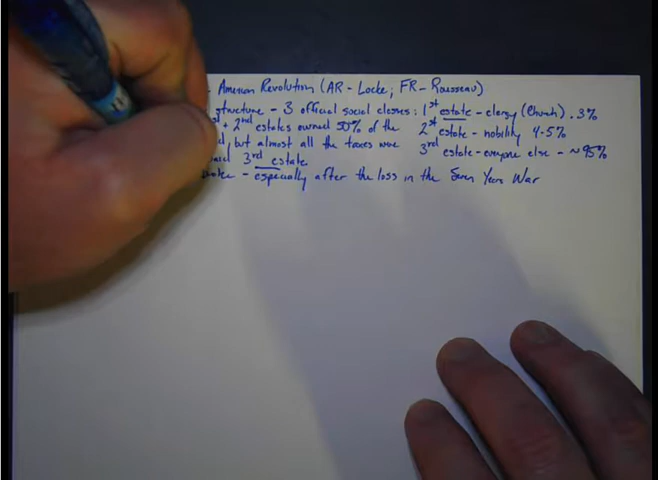 American Revolution (AR - Locke; FR - Rousseau)
structure - 3 official social classes: 1st estate - clergy (Church) .3%
+ 2nd estates owned 50% of the 2st estate - nobility 4-5%
but almost all the taxes were 3rd estate - everyone else - ~95%
3rd estate.
- especially after the loss in the Seven Years War